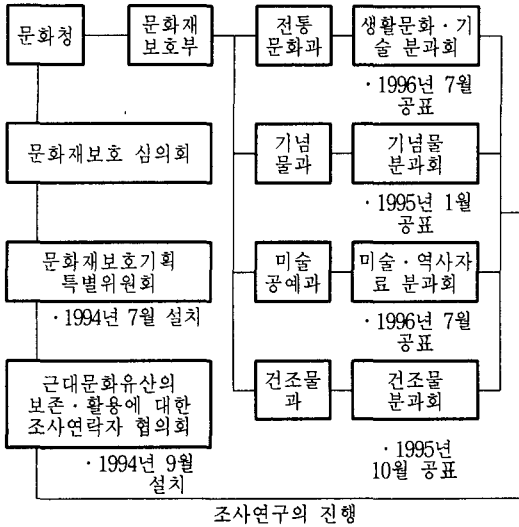 문화청
문화재
보호부
전통
문화과
생활문화·기
술 분과회
·1996년 7월
공표
문화재보호 심의회
기념
물과
기념물
분과회
·1995년 1월
공표
문화재보호기획
특별위원회
·1994년 7월 설치
미술
공예과
미술·역사자
료 분과회
·1996년 7월
공표
근대문화유산의
보존·활용에 대한
조사연락자 협의회
·1994년 9월
설치
건조물
과
건조물
분과회
·1995년
10월 공표
조사연구의 진행